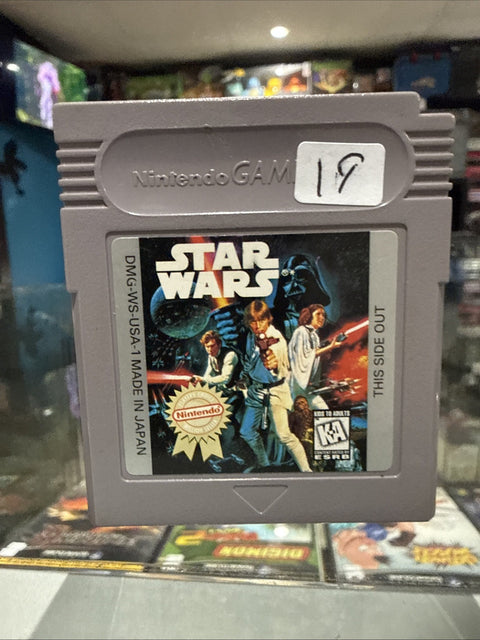 Nintendo GAM
19
STAR
WARS
DMG-WS-USA-1 MADE IN JAPAN
THIS SIDE OUT
Nintendo
KIDS TO ADULTS
K-A
CONTENT RATED BY
ESRB
DIGIMON